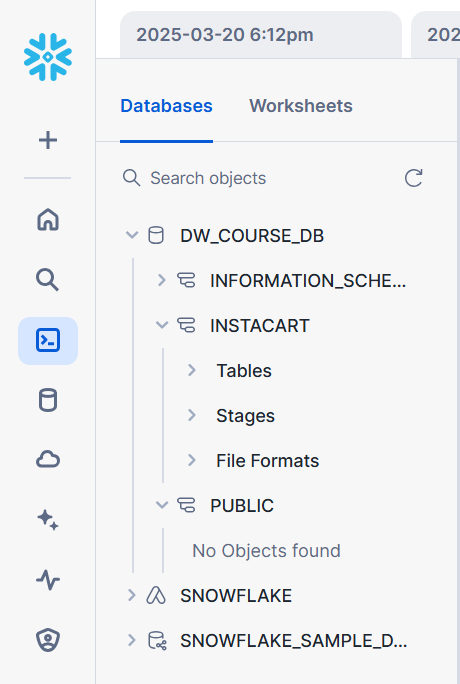 2025-03-20 6:12pm
202
Databases
Worksheets
Search objects
DW_COURSE_DB
INFORMATION_SCHE...
INSTACART
Tables
Stages
File Formats
PUBLIC
No Objects found
SNOWFLAKE
SNOWFLAKE_SAMPLE_D...